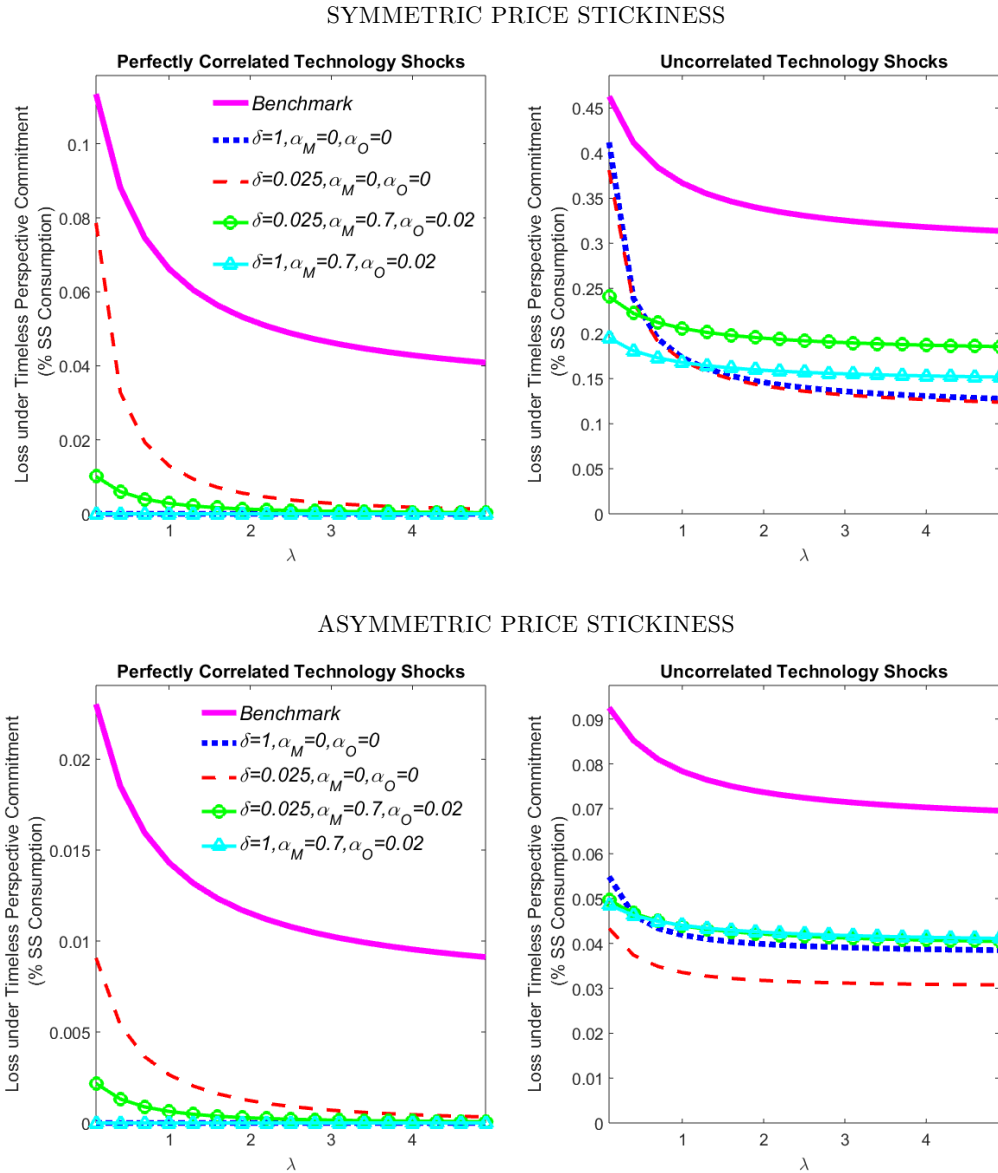 SYMMETRIC PRICE STICKINESS
Perfectly Correlated Technology Shocks
Loss under Timeless Perspective Commitment
(% SS Consumption)
0.1
0.08
0.06
0.04
0.02
0
1
2
3
4
λ
Benchmark
δ=1,α_M=0,α_O=0
δ=0.025,α_M=0,α_O=0
δ=0.025,α_M=0.7,α_O=0.02
δ=1,α_M=0.7,α_O=0.02
Uncorrelated Technology Shocks
Loss under Timeless Perspective Commitment
(% SS Consumption)
0.45
0.4
0.35
0.3
0.25
0.2
0.15
0.1
0.05
0
1
2
3
4
λ
ASYMMETRIC PRICE STICKINESS
Perfectly Correlated Technology Shocks
Loss under Timeless Perspective Commitment
(% SS Consumption)
0.02
0.015
0.01
0.005
0
1
2
3
4
λ
Benchmark
δ=1,α_M=0,α_O=0
δ=0.025,α_M=0,α_O=0
δ=0.025,α_M=0.7,α_O=0.02
δ=1,α_M=0.7,α_O=0.02
Uncorrelated Technology Shocks
Loss under Timeless Perspective Commitment
(% SS Consumption)
0.09
0.08
0.07
0.06
0.05
0.04
0.03
0.02
0.01
0
1
2
3
4
λ